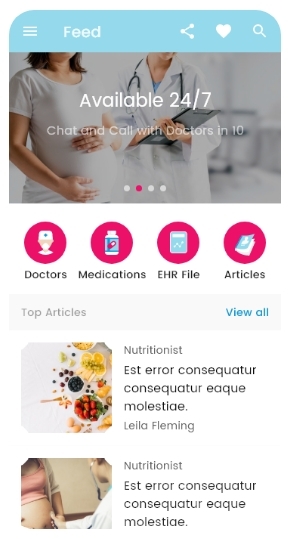 Feed
Available 24/7
Chat and Call with Doctors in 10
Doctors
Medications
EHR File
Articles
Top Articles
View all
Nutritionist
Est error consequatur
consequatur eaque
molestiae.
Leila Fleming
Nutritionist
Est error consequatur
consequatur eaque
molestiae.